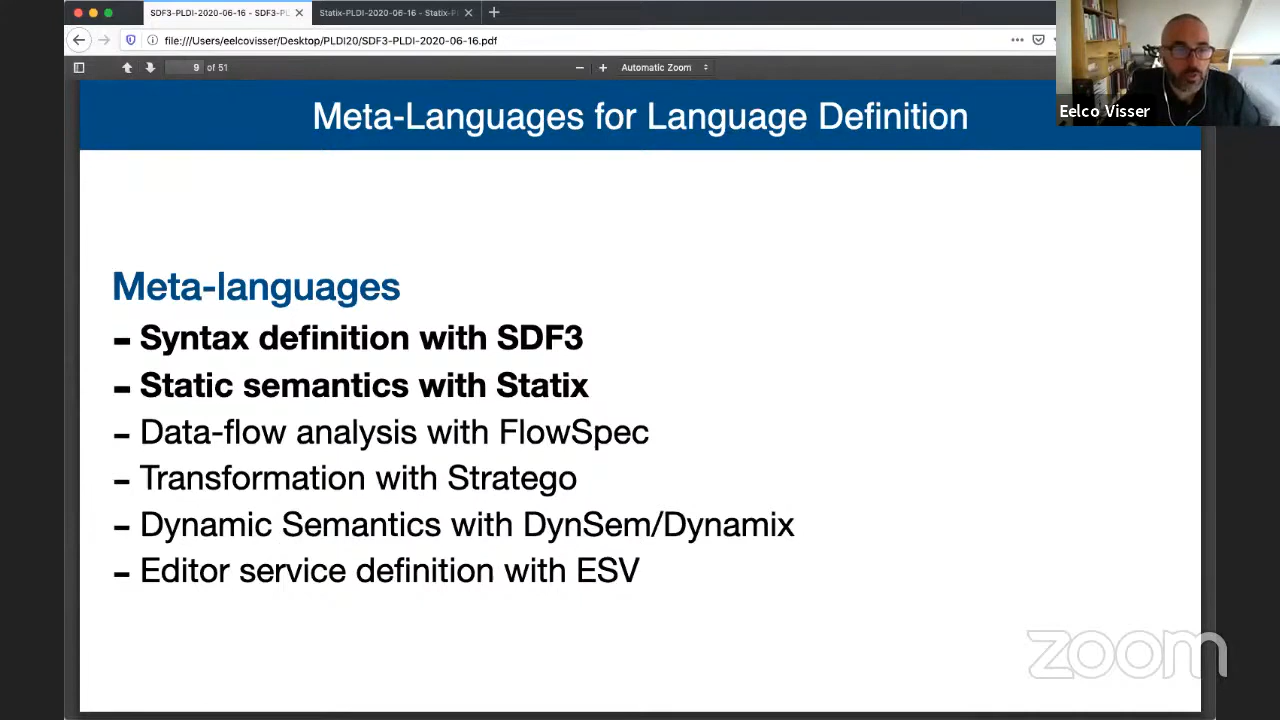 SDF3-PLDI-2020-06-16 - SDF3-PL
Statix-PLDI-2020-06-16 - Statix-P
file:///Users/eelcovisser/Desktop/PLDI20/SDF3-PLDI-2020-06-16.pdf
9 of 51
Automatic Zoom
Eelco Visser
Meta-Languages for Language Definition
Meta-languages
- Syntax definition with SDF3
- Static semantics with Statix
- Data-flow analysis with FlowSpec
- Transformation with Stratego
- Dynamic Semantics with DynSem/Dynamix
- Editor service definition with ESV
zoom